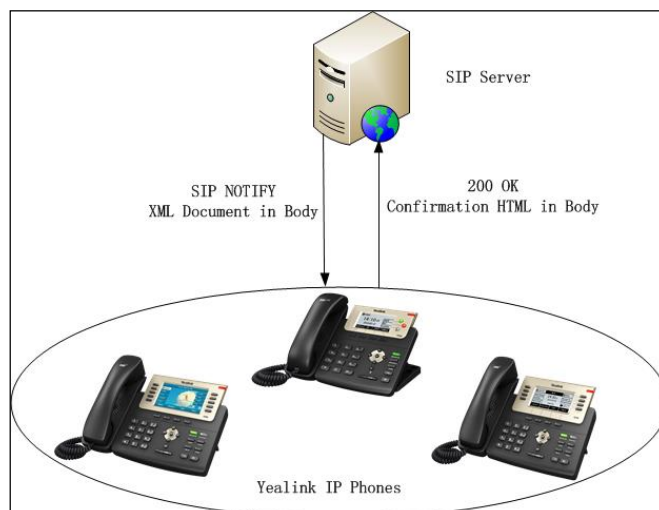 SIP Server
SIP NOTIFY
XML Document in Body
200 OK
Confirmation HTML in Body
Yealink IP Phones